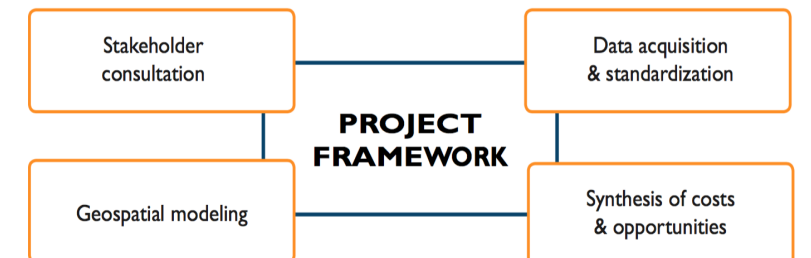 Stakeholder
consultation
Data acquisition
& standardization
PROJECT
FRAMEWORK
Geospatial modeling
Synthesis of costs
& opportunities